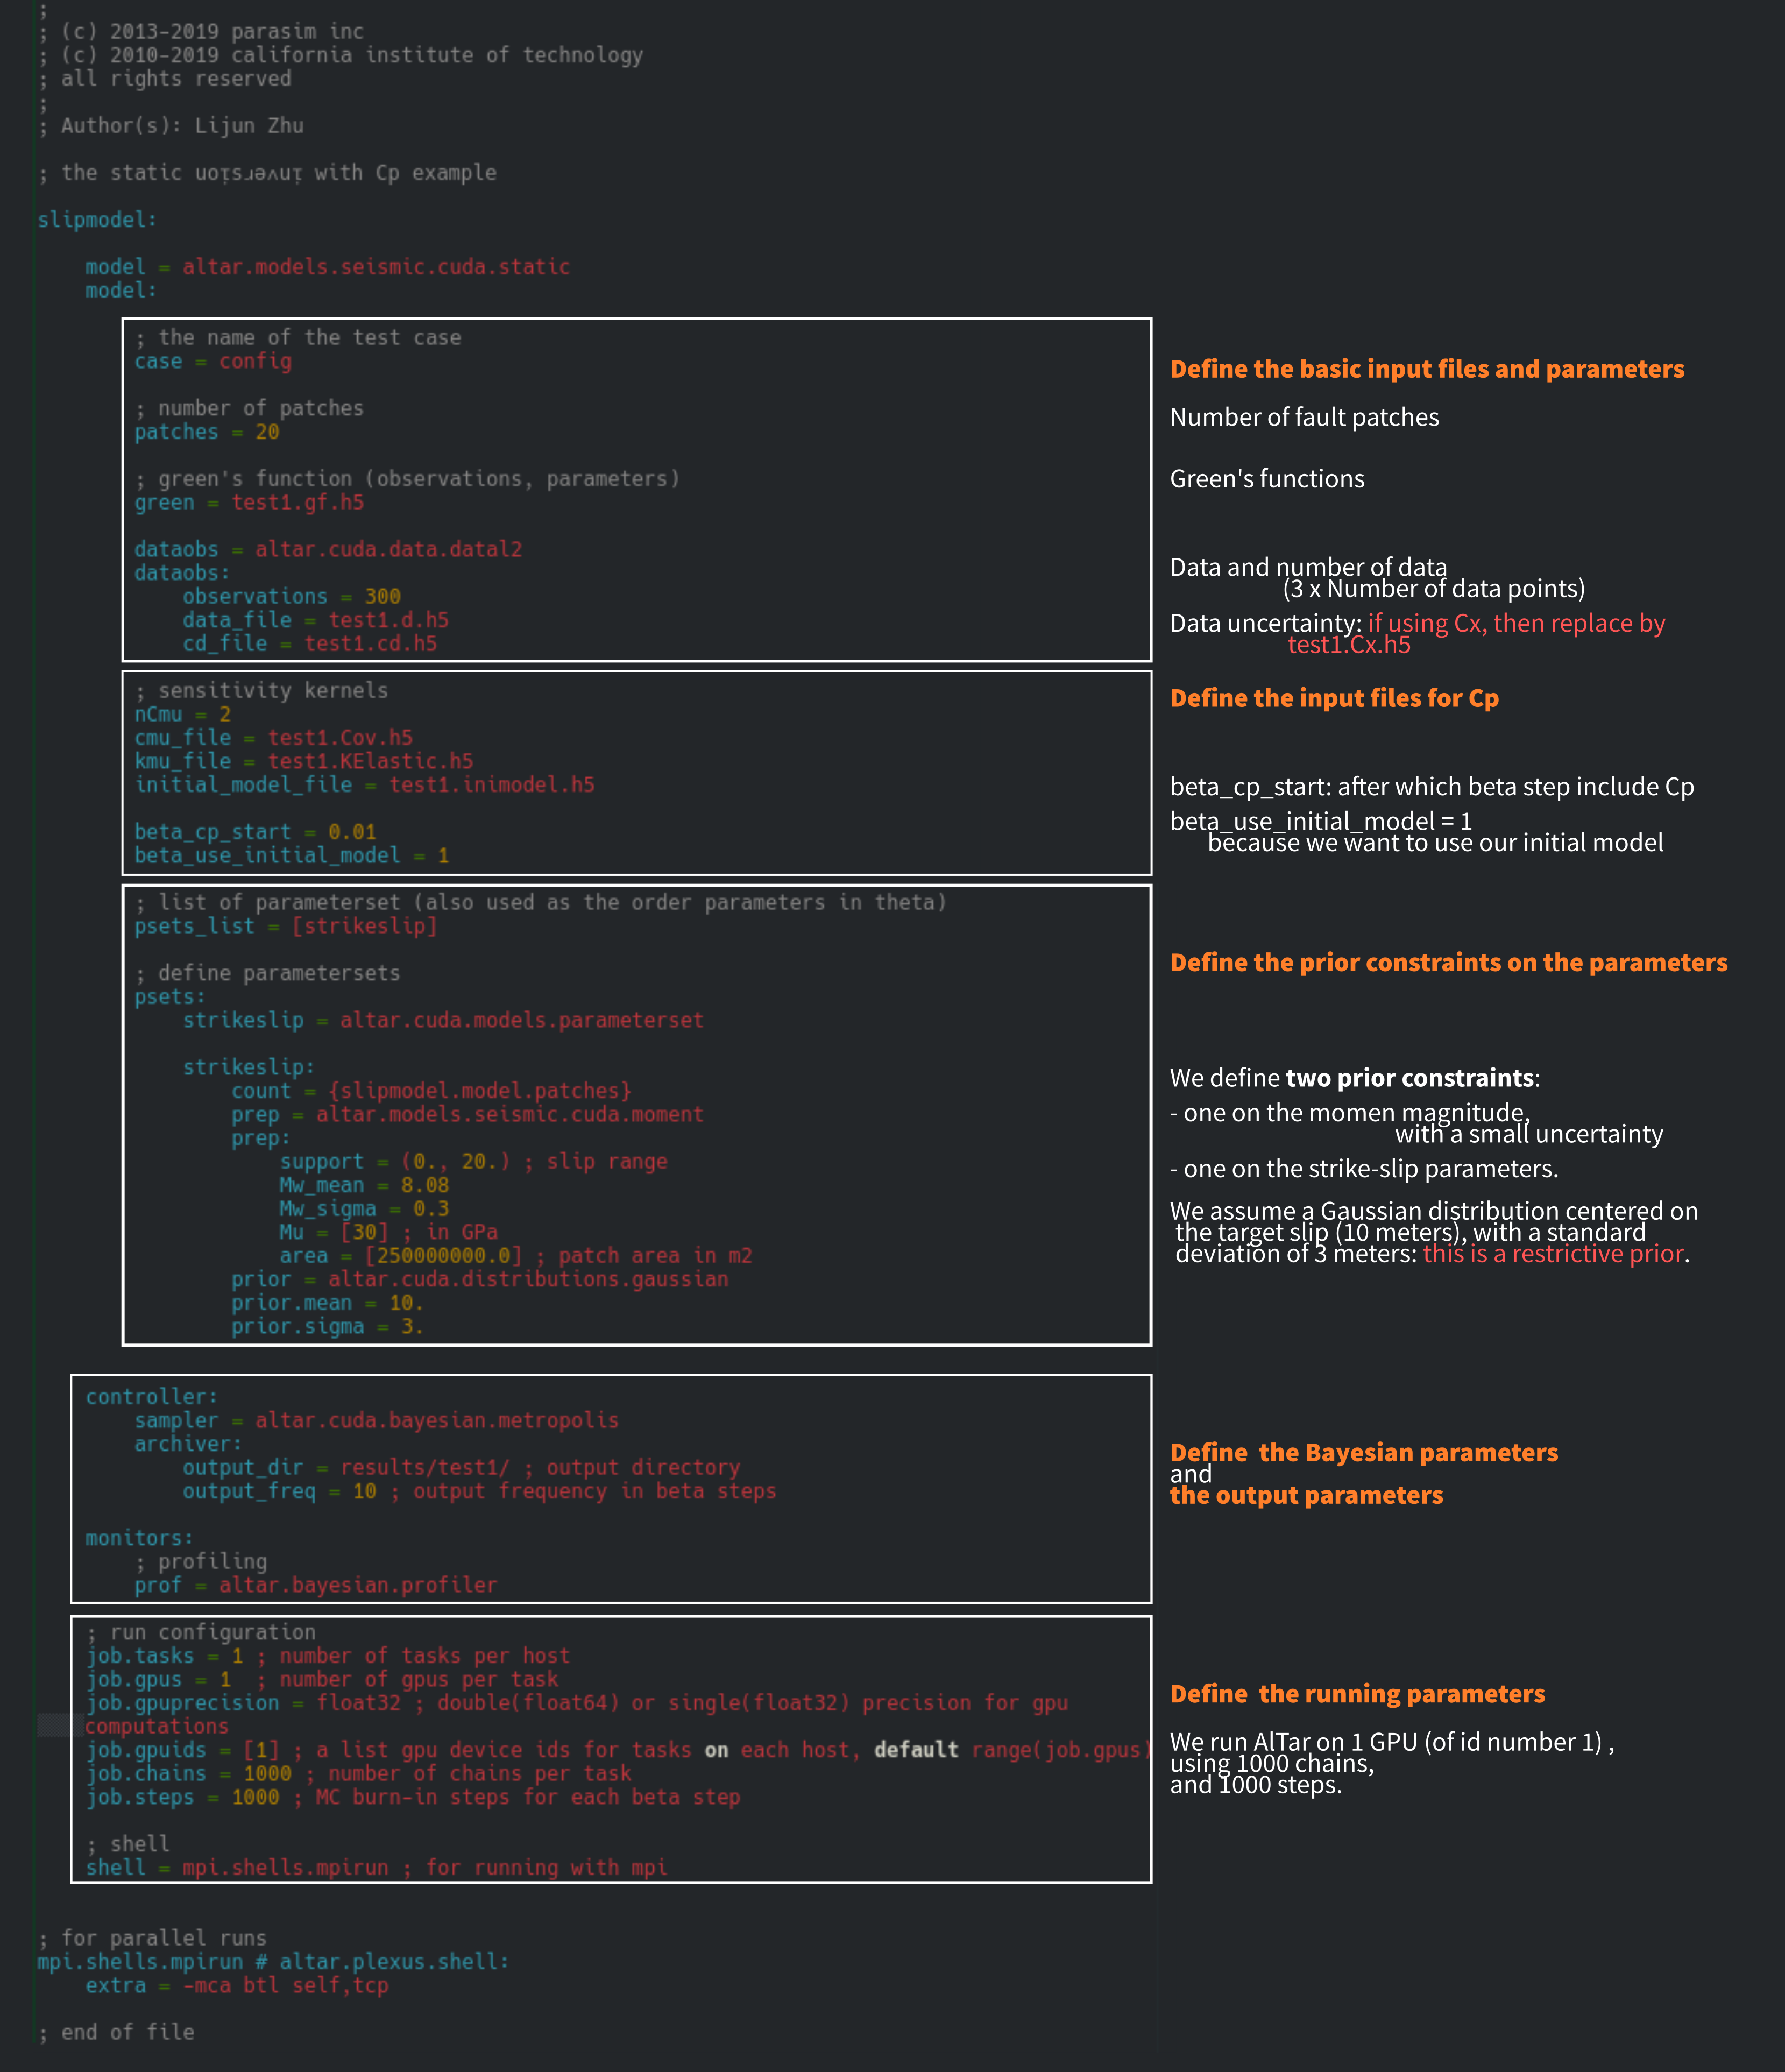 ;
; (c) 2013-2019 parasim inc
; (c) 2010-2019 california institute of technology
; all rights reserved
;
; Author(s): Lijun Zhu
; the static uoᴉsɹǝʌuᴉ with Cp example
slipmodel:
model = altar.models.seismic.cuda.static
model:
; the name of the test case
case = config
; number of patches
patches = 20
; green's function (observations, parameters)
green = test1.gf.h5
dataobs = altar.cuda.data.datal2
dataobs:
observations = 300
data_file = test1.d.h5
cd_file = test1.cd.h5
Define the basic input files and parameters
Number of fault patches
Green's functions
Data and number of data
(3 x Number of data points)
Data uncertainty: if using Cx, then replace by
test1.Cx.h5
; sensitivity kernels
nCmu = 2
cmu_file = test1.Cov.h5
kmu_file = test1.KElastic.h5
initial_model_file = test1.inimodel.h5
beta_cp_start = 0.01
beta_use_initial_model = 1
Define the input files for Cp
beta_cp_start: after which beta step include Cp
beta_use_initial_model = 1
because we want to use our initial model
; list of parameterset (also used as the order parameters in theta)
psets_list = [strikeslip]
; define parametersets
psets:
strikeslip = altar.cuda.models.parameterset
strikeslip:
count = {slipmodel.model.patches}
prep = altar.models.seismic.cuda.moment
prep:
support = (0., 20.) ; slip range
Mw_mean = 8.08
Mw_sigma = 0.3
Mu = [30] ; in GPa
area = [250000000.0] ; patch area in m2
prior = altar.cuda.distributions.gaussian
prior.mean = 10.
prior.sigma = 3.
Define the prior constraints on the parameters
We define two prior constraints:
- one on the momen magnitude,
with a small uncertainty
- one on the strike-slip parameters.
We assume a Gaussian distribution centered on
the target slip (10 meters), with a standard
deviation of 3 meters: this is a restrictive prior.
controller:
sampler = altar.cuda.bayesian.metropolis
archiver:
output_dir = results/test1/ ; output directory
output_freq = 10 ; output frequency in beta steps
monitors:
; profiling
prof = altar.bayesian.profiler
Define the Bayesian parameters
and
the output parameters
; run configuration
job.tasks = 1 ; number of tasks per host
job.gpus = 1 ; number of gpus per task
job.gpuprecision = float32 ; double(float64) or single(float32) precision for gpu
computations
job.gpuids = [1] ; a list gpu device ids for tasks on each host, default range(job.gpus)
job.chains = 1000 ; number of chains per task
job.steps = 1000 ; MC burn-in steps for each beta step
; shell
shell = mpi.shells.mpirun ; for running with mpi
Define the running parameters
We run AlTar on 1 GPU (of id number 1) ,
using 1000 chains,
and 1000 steps.
; for parallel runs
mpi.shells.mpirun # altar.plexus.shell:
extra = -mca btl self,tcp
; end of file